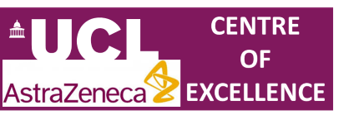 UCL
AstraZeneca
CENTRE
OF
EXCELLENCE